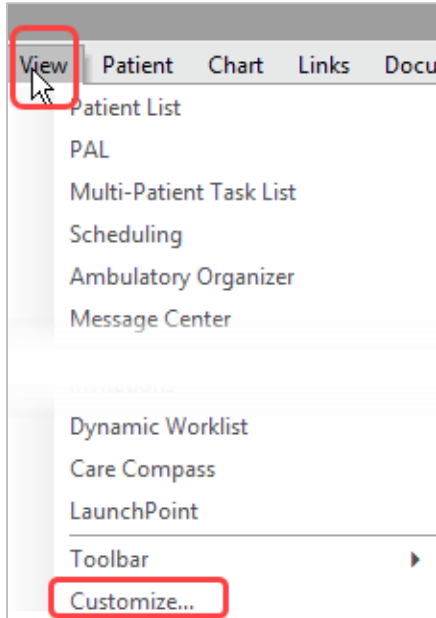 View Patient Chart Links Docu
Patient List
PAL
Multi-Patient Task List
Scheduling
Ambulatory Organizer
Message Center
Dynamic Worklist
Care Compass
LaunchPoint
Toolbar
Customize...